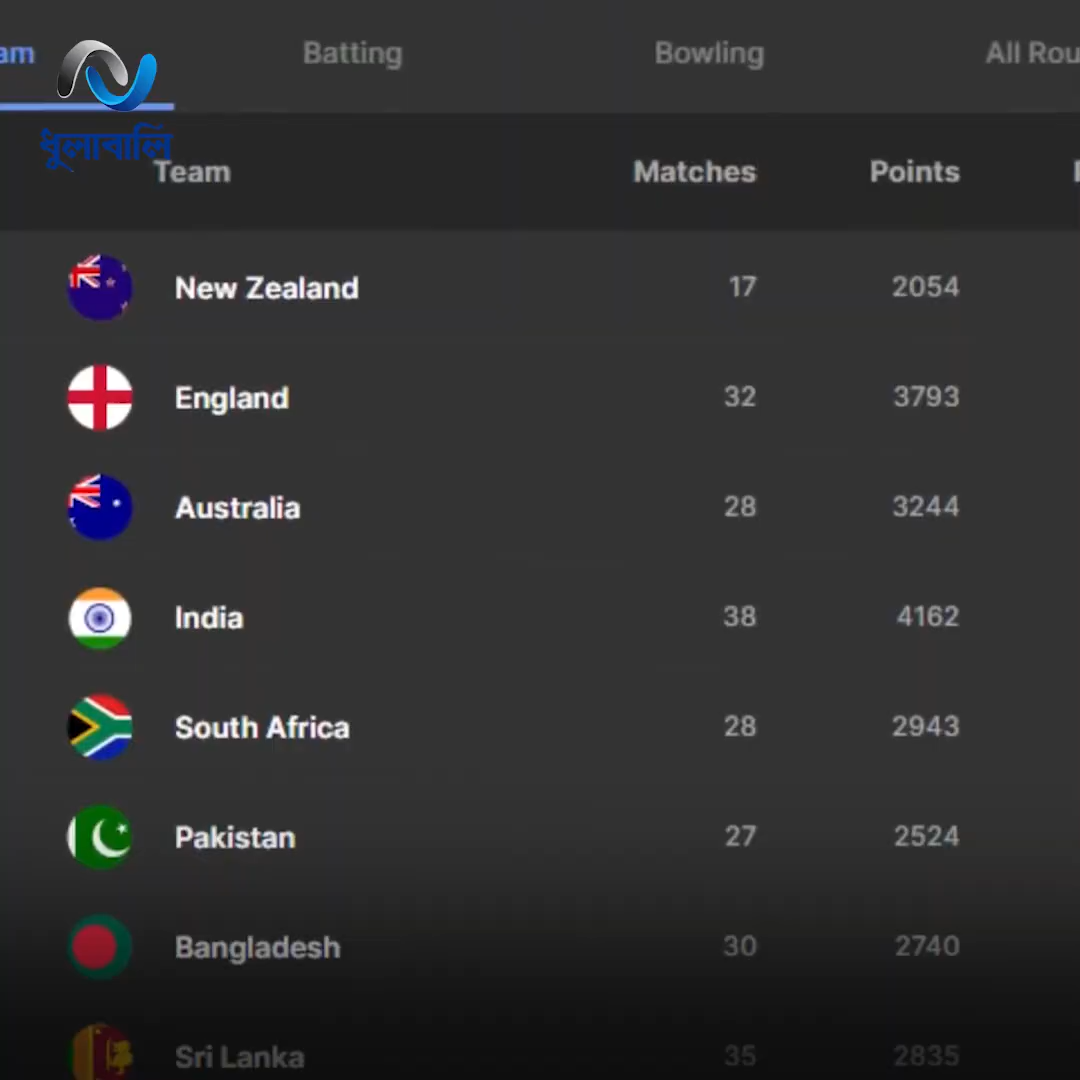 am Batting Bowling All Rou
ধুলাবালি
Team Matches Points
New Zealand 17 2054
England 32 3793
Australia 28 3244
India 38 4162
South Africa 28 2943
Pakistan 27 2524
Bangladesh 30 2740
Sri Lanka 35 2835